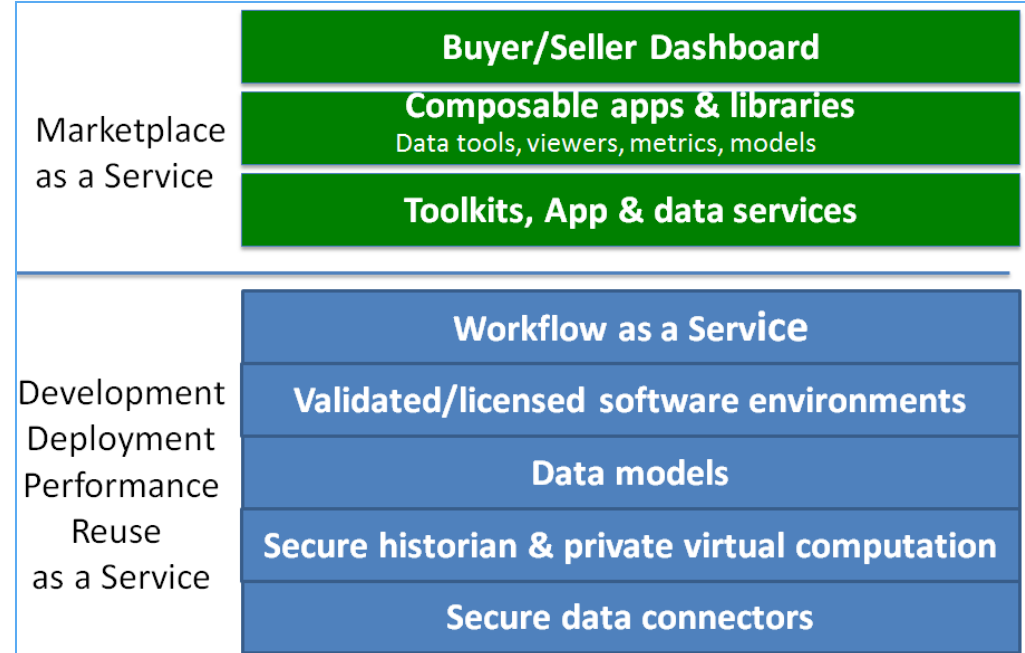 Marketplace
as a Service
Buyer/Seller Dashboard
Composable apps & libraries
Data tools, viewers, metrics, models
Toolkits, App & data services
Development
Deployment
Performance
Reuse
as a Service
Workflow as a Service
Validated/licensed software environments
Data models
Secure historian & private virtual computation
Secure data connectors